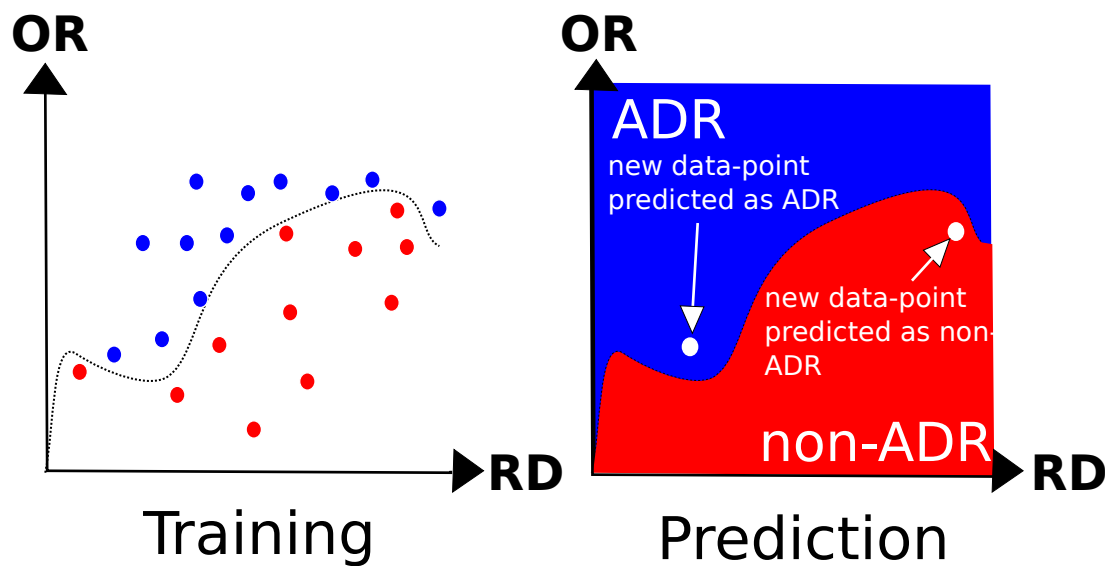 OR
RD
Training
OR
ADR
new data-point
predicted as ADR
new data-point
predicted as non-
ADR
non-ADR
RD
Prediction